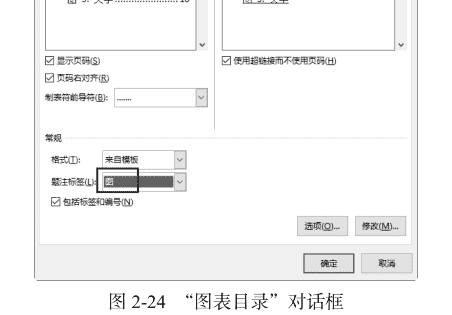 图 3: 文字.....................10
图 3: 文字
☑ 显示页码(S)
☑ 使用超链接而不使用页码(H)
☑ 页码右对齐(R)
制表符前导符(B): .......
常规
格式(T): 来自模板
题注标签(L): 图
☑ 包括标签和编号(N)
选项(O)... 修改(M)...
确定 取消
图 2-24 “图表目录”对话框